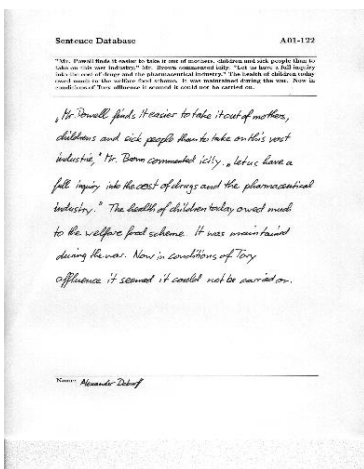 Sentence Database A01-122
"Mr. Powell finds it easier to take it out of mothers, children and sick people than to
take on this vast industry," Mr. Brown commented icily. "Let us have a full inquiry
into the cost of drugs and the pharmaceutical industry." The health of children today
owed much to the welfare food scheme. It was maintained during the war. Now in
conditions of Tory affluence it seemed it could not be carried on.
„Mr. Powell finds it easier to take it out of mothers,
childrens and sick people than to take on this vast
industrie," Mr. Browne commented icily. „Let us have a
full inquiry into the cost of drugs and the pharmaceutical
industry." The health of children today owed much
to the welfare food scheme. It was maintained
during the war. Now in conditions of Tory
affluence it seemed it could not be carried on.
Name: Alexander